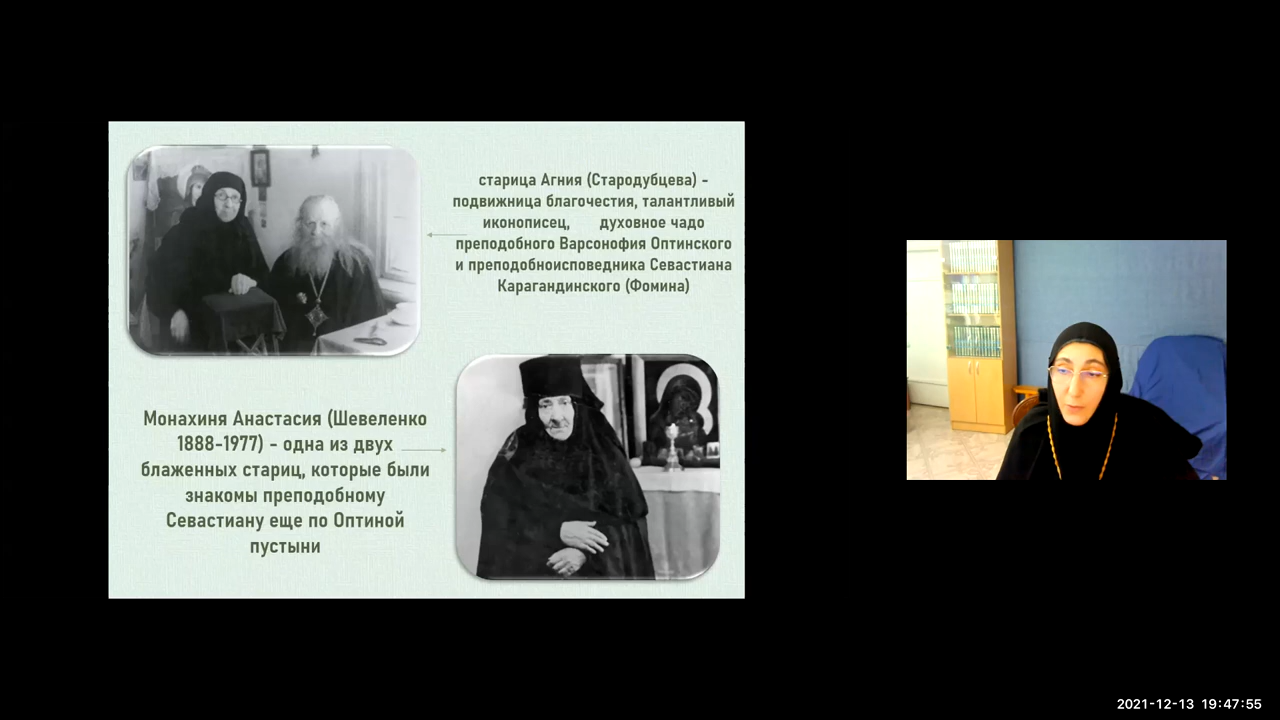 старица Агния (Стародубцева) -
подвижница благочестия, талантливый
иконописец, духовное чадо
преподобного Варсонофия Оптинского
и преподобноисповедника Севастиана
Карагандинского (Фомина)
Монахиня Анастасия (Шевеленко
1888-1977) - одна из двух
блаженных стариц, которые были
знакомы преподобному
Севастиану еще по Оптиной
пустыни
2021-12-13 19:47:55